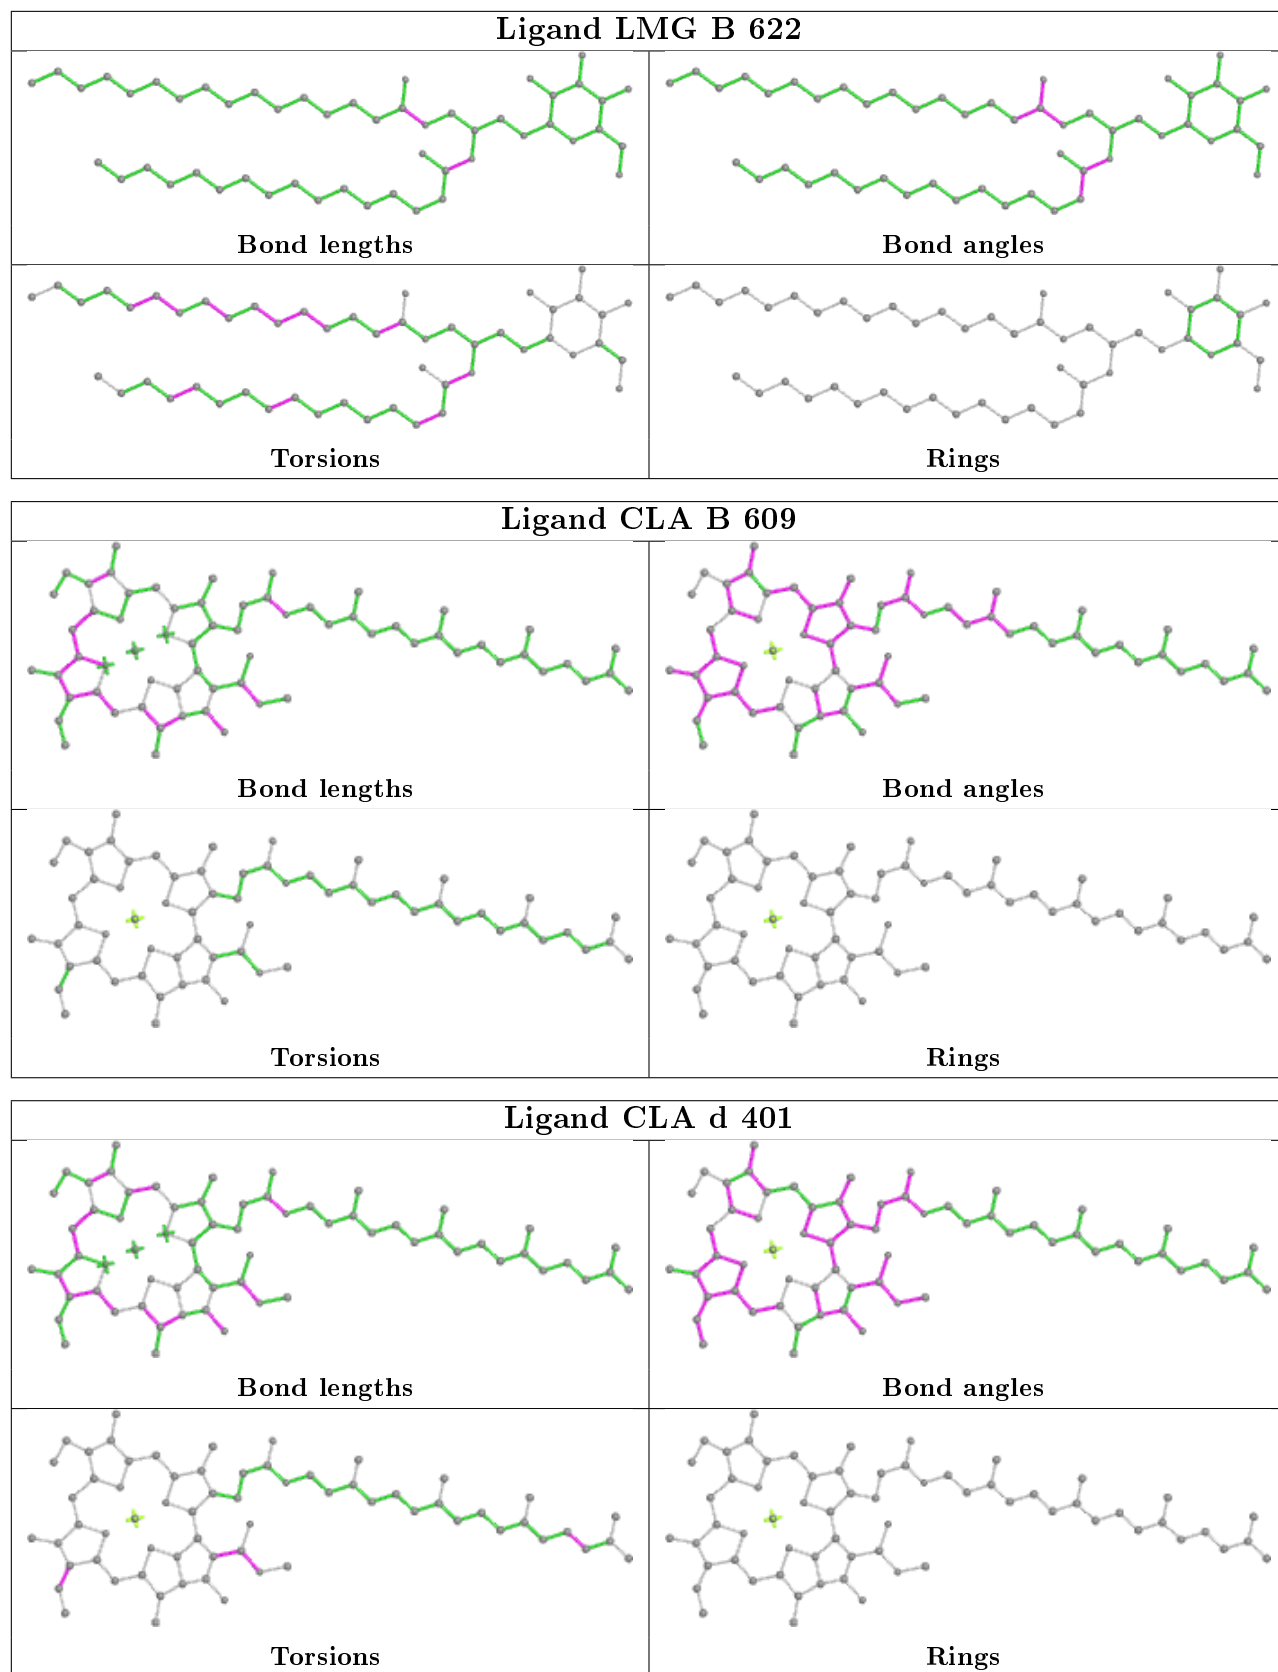 Ligand LMG B 622
Bond lengths
Bond angles
Torsions
Rings
Ligand CLA B 609
Bond lengths
Bond angles
Torsions
Rings
Ligand CLA d 401
Bond lengths
Bond angles
Torsions
Rings